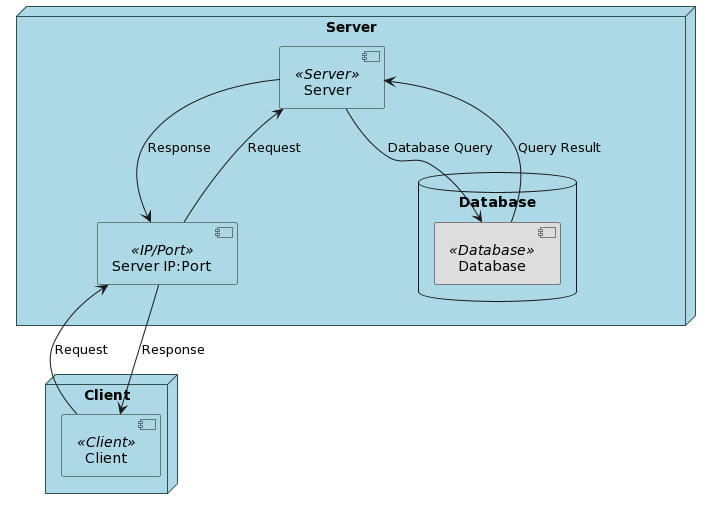 Server
«Server»
Server
Response
Request
Database Query
Query Result
Database
«IP/Port»
Server IP:Port
«Database»
Database
Request
Response
Client
«Client»
Client